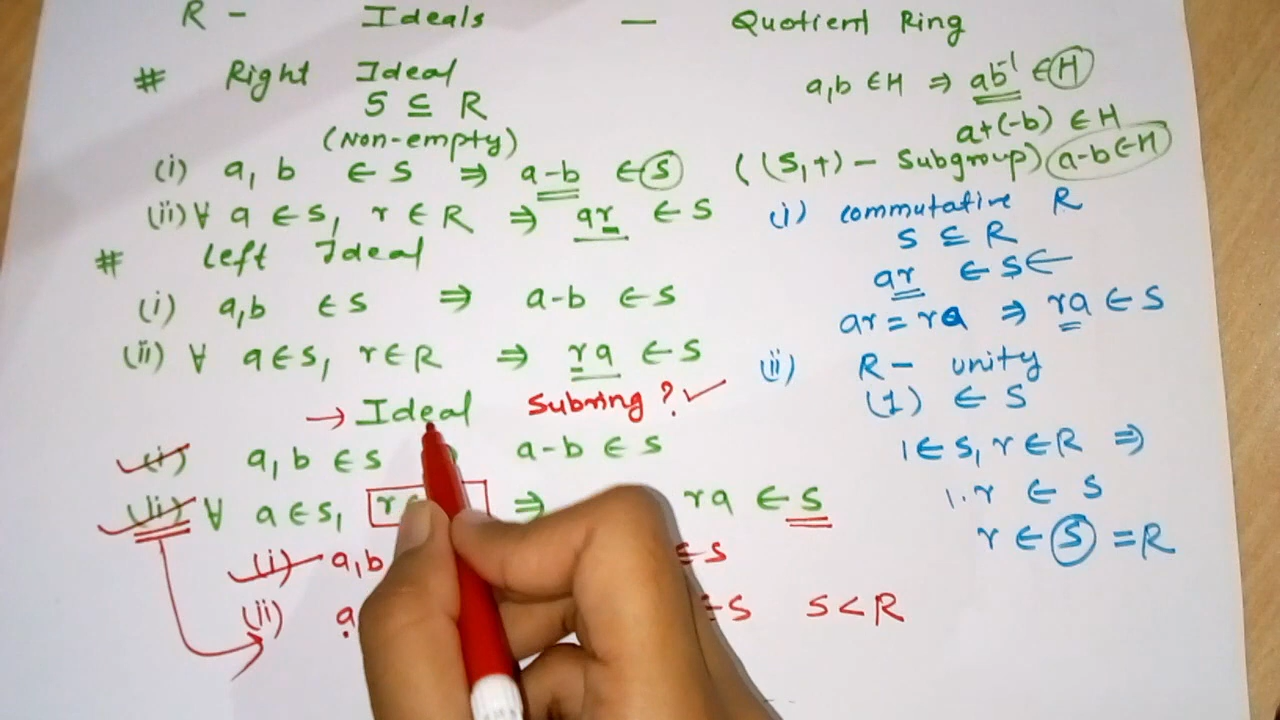 R - Ideals - Quotient Ring
# Right Ideal
S ⊆ R
(Non-empty)
(i) a, b ∈ S ⇒ a-b ∈ S ((S,+) - Subgroup)
(ii) ∀ a ∈ S, r ∈ R ⇒ ar ∈ S
# Left Ideal
(i) a,b ∈ S ⇒ a-b ∈ S
(ii) ∀ a ∈ S, r ∈ R ⇒ ra ∈ S
→ Ideal Subring ? ✓
(i) a, b ∈ S a-b ∈ S
(ii) ∀ a ∈ S, r ⇒ ra ∈ S
(i) a,b ∈ S
(ii) a ∈ S S < R
a,b ∈ H ⇒ ab⁻¹ ∈ H
a+(-b) ∈ H
a-b ∈ H
(i) commutative R
S ⊆ R
ar ∈ S ←
ar = ra ⇒ ra ∈ S
(ii) R - unity
(1) ∈ S
1 ∈ S, r ∈ R ⇒
1.r ∈ S
r ∈ S = R